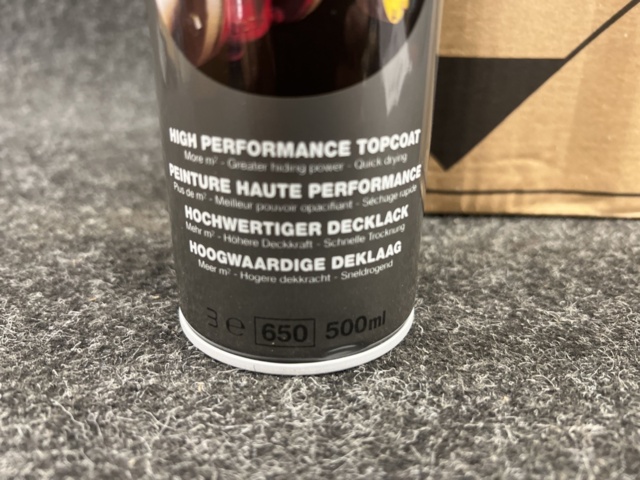 HIGH PERFORMANCE TOPCOAT
More m² - Greater hiding power - Quick drying
PEINTURE HAUTE PERFORMANCE
Plus de m² - Meilleur pouvoir opacifiant - Séchage rapide
HOCHWERTIGER DECKLACK
Mehr m² - Höhere Deckkraft - Schnelle Trocknung
HOOGWAARDIGE DEKLAAG
Meer m² - Hogere dekkracht - Sneldrogend
e 650 500ml